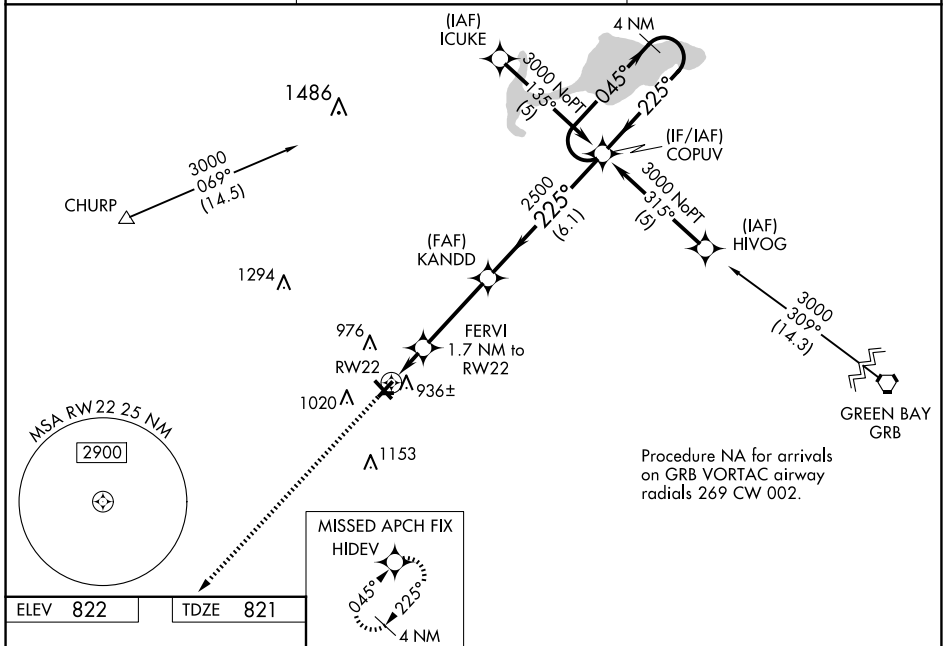 (IAF)
ICUKE
4 NM
3000 NoPT
135°
(5)
045°
225°
1486
(IF/IAF)
COPUV
3000
069°
(14.5)
CHURP
2500
225°
(6.1)
3000 NoPT
315°
(5)
(IAF)
HIVOG
(FAF)
KANDD
1294
3000
309°
(14.3)
976
FERVI
1.7 NM to
RW22
RW22
936±
1020
GREEN BAY
GRB
MSA RW22 25 NM
2900
1153
Procedure NA for arrivals
on GRB VORTAC airway
radials 269 CW 002.
MISSED APCH FIX
HIDEV
045°
225°
4 NM
ELEV 822
TDZE 821